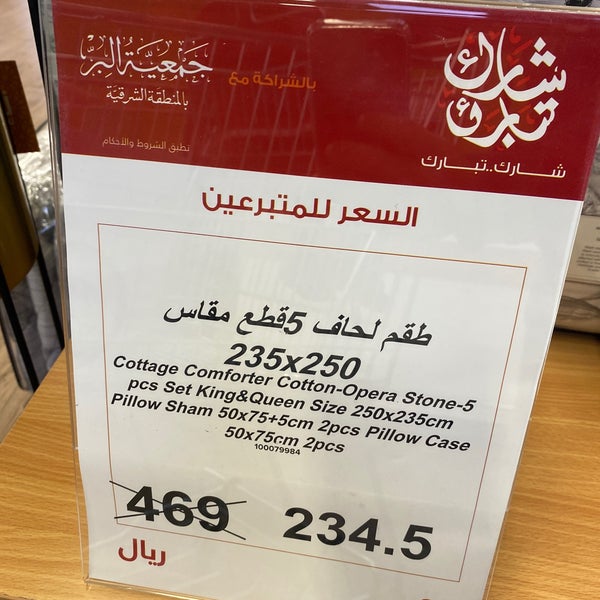 شارك تبارك
شارك..تبارك
بالشراكة مع
جمعية البر
بالمنطقة الشرقية
تطبق الشروط والأحكام
السعر للمتبرعين
طقم لحاف 5قطع مقاس
235x250
Cottage Comforter Cotton-Opera Stone-5
pcs Set King&Queen Size 250x235cm
Pillow Sham 50x75+5cm 2pcs Pillow Case
50x75cm 2pcs
100079984
469 234.5
ريال